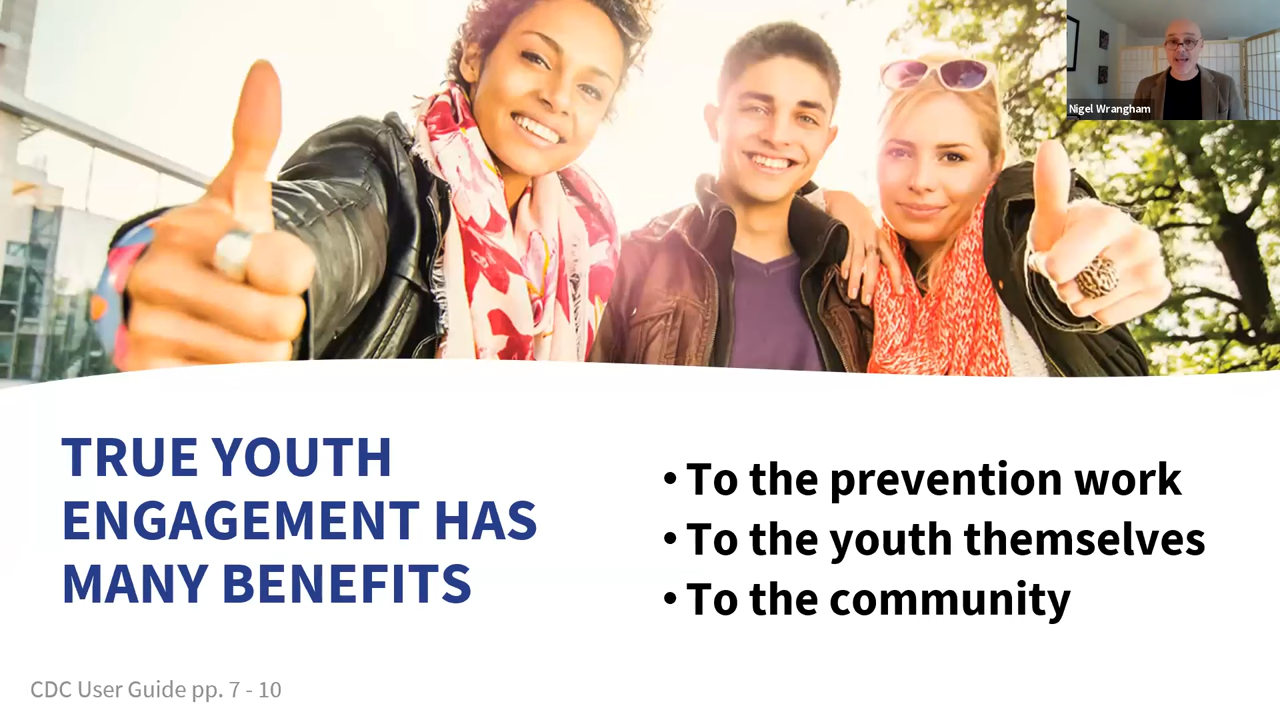 Nigel Wrangham
TRUE YOUTH
ENGAGEMENT HAS
MANY BENEFITS
• To the prevention work
• To the youth themselves
• To the community
CDC User Guide pp. 7 - 10